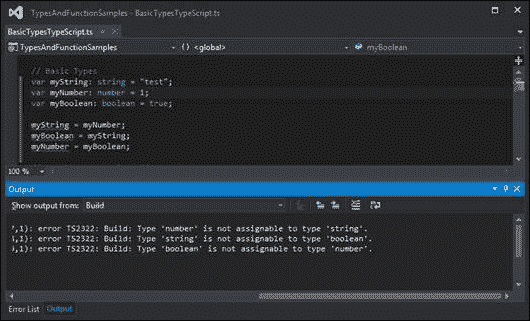 TypesAndFunctionSamples - BasicTypesTypeScript.ts
BasicTypesTypeScript.ts
TypesAndFunctionSamples
{} <global>
myBoolean
// Basic Types
var myString: string = "test";
var myNumber: number = 1;
var myBoolean: boolean = true;
myString = myNumber;
myBoolean = myString;
myNumber = myBoolean;
100 %
Output
Show output from: Build
,1): error TS2322: Build: Type 'number' is not assignable to type 'string'.
,1): error TS2322: Build: Type 'string' is not assignable to type 'boolean'.
,1): error TS2322: Build: Type 'boolean' is not assignable to type 'number'.
Error List Output